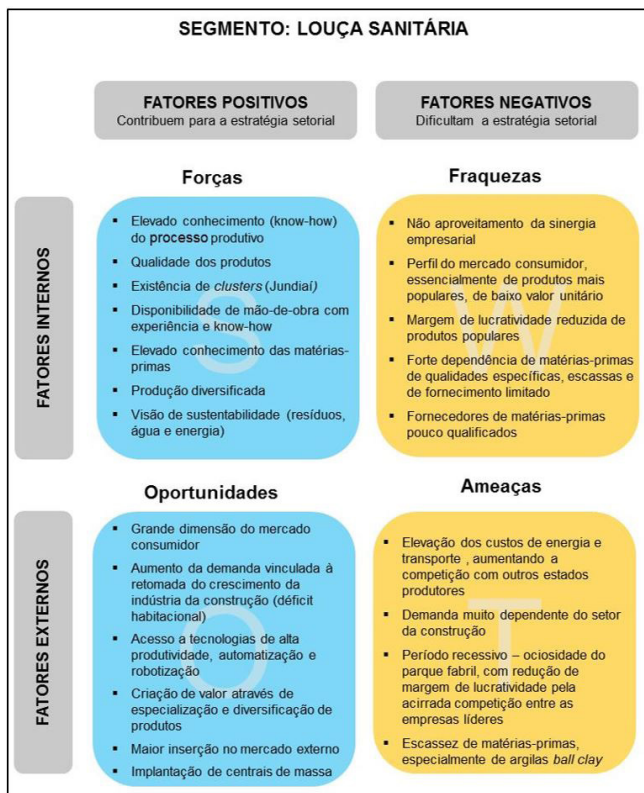 SEGMENTO: LOUÇA SANITÁRIA
FATORES POSITIVOS
Contribuem para a estratégia setorial
FATORES NEGATIVOS
Dificultam a estratégia setorial
FATORES INTERNOS
Forças
▪ Elevado conhecimento (know-how)
do processo produtivo
▪ Qualidade dos produtos
▪ Existência de clusters (Jundiaí)
▪ Disponibilidade de mão-de-obra com
experiência e know-how
▪ Elevado conhecimento das matérias-
primas
▪ Produção diversificada
▪ Visão de sustentabilidade (resíduos,
água e energia)
S
Fraquezas
▪ Não aproveitamento da sinergia
empresarial
▪ Perfil do mercado consumidor,
essencialmente de produtos mais
populares, de baixo valor unitário
▪ Margem de lucratividade reduzida de
produtos populares
▪ Forte dependência de matérias-primas
de qualidades específicas, escassas e
de fornecimento limitado
▪ Fornecedores de matérias-primas
pouco qualificados
W
FATORES EXTERNOS
Oportunidades
▪ Grande dimensão do mercado
consumidor
▪ Aumento da demanda vinculada à
retomada do crescimento da
indústria da construção (déficit
habitacional)
▪ Acesso a tecnologias de alta
produtividade, automatização e
robotização
▪ Criação de valor através de
especialização e diversificação de
produtos
▪ Maior inserção no mercado externo
▪ Implantação de centrais de massa
O
Ameaças
▪ Elevação dos custos de energia e
transporte , aumentando a
competição com outros estados
produtores
▪ Demanda muito dependente do setor
da construção
▪ Período recessivo – ociosidade do
parque fabril, com redução de
margem de lucratividade pela
acirrada competição entre as
empresas líderes
▪ Escassez de matérias-primas,
especialmente de argilas ball clay
T